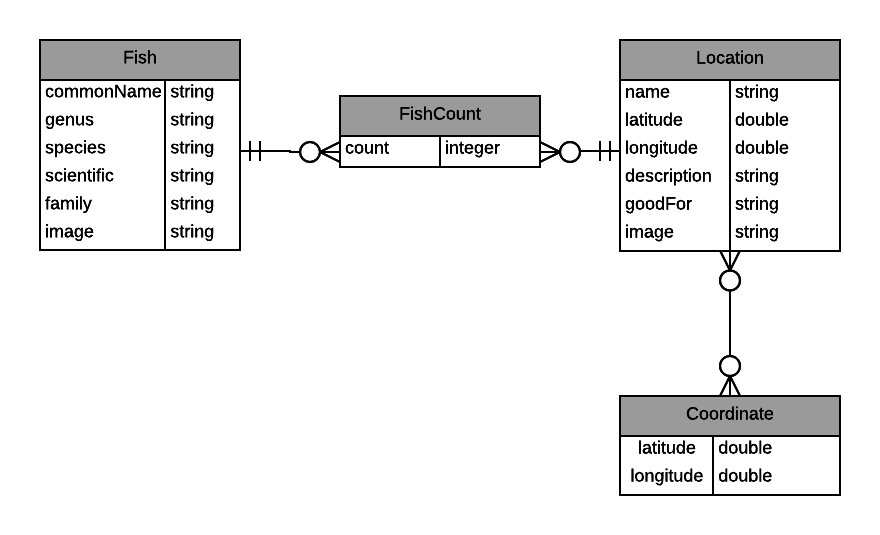 Fish
commonName string
genus string
species string
scientific string
family string
image string
FishCount
count integer
Location
name string
latitude double
longitude double
description string
goodFor string
image string
Coordinate
latitude double
longitude double